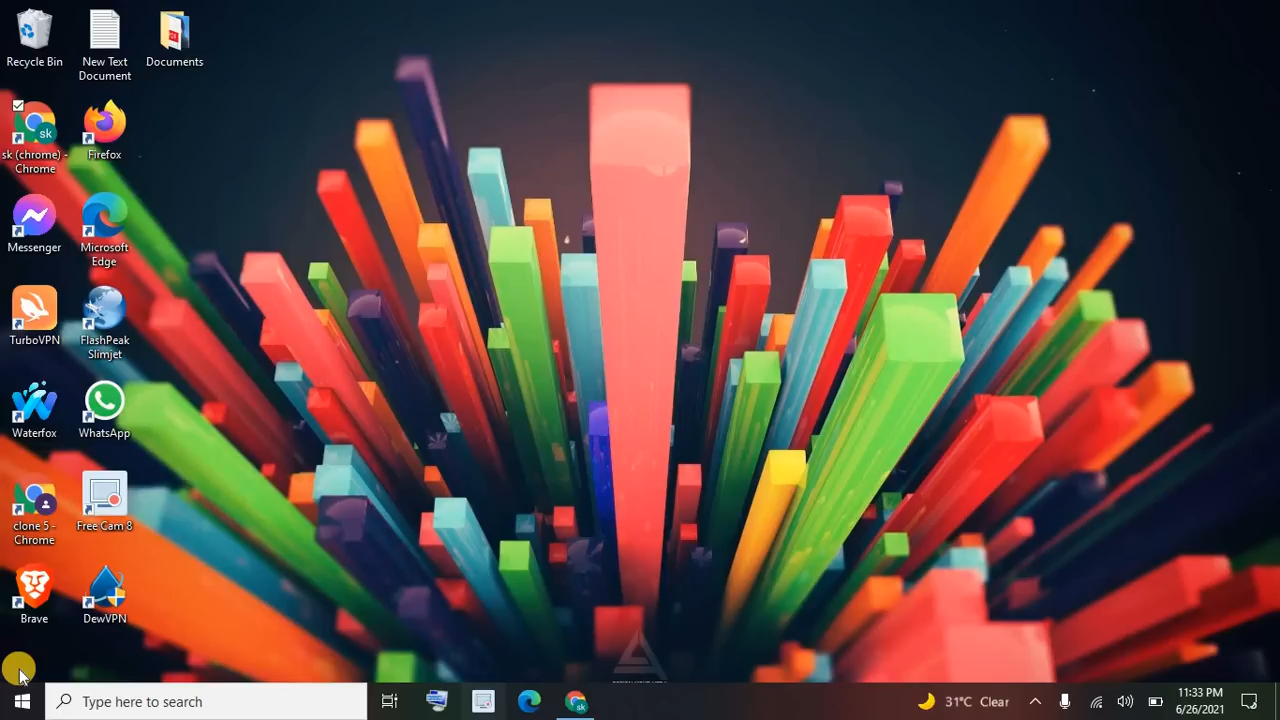 Recycle Bin
New Text
Document
Documents
sk
sk (chrome) -
Chrome
Firefox
Messenger
Microsoft
Edge
TurboVPN
FlashPeak
Slimjet
Waterfox
WhatsApp
clone 5 -
Chrome
Free Cam 8
Brave
DewVPN
Type here to search
sk
31°C Clear
11:33 PM
6/26/2021